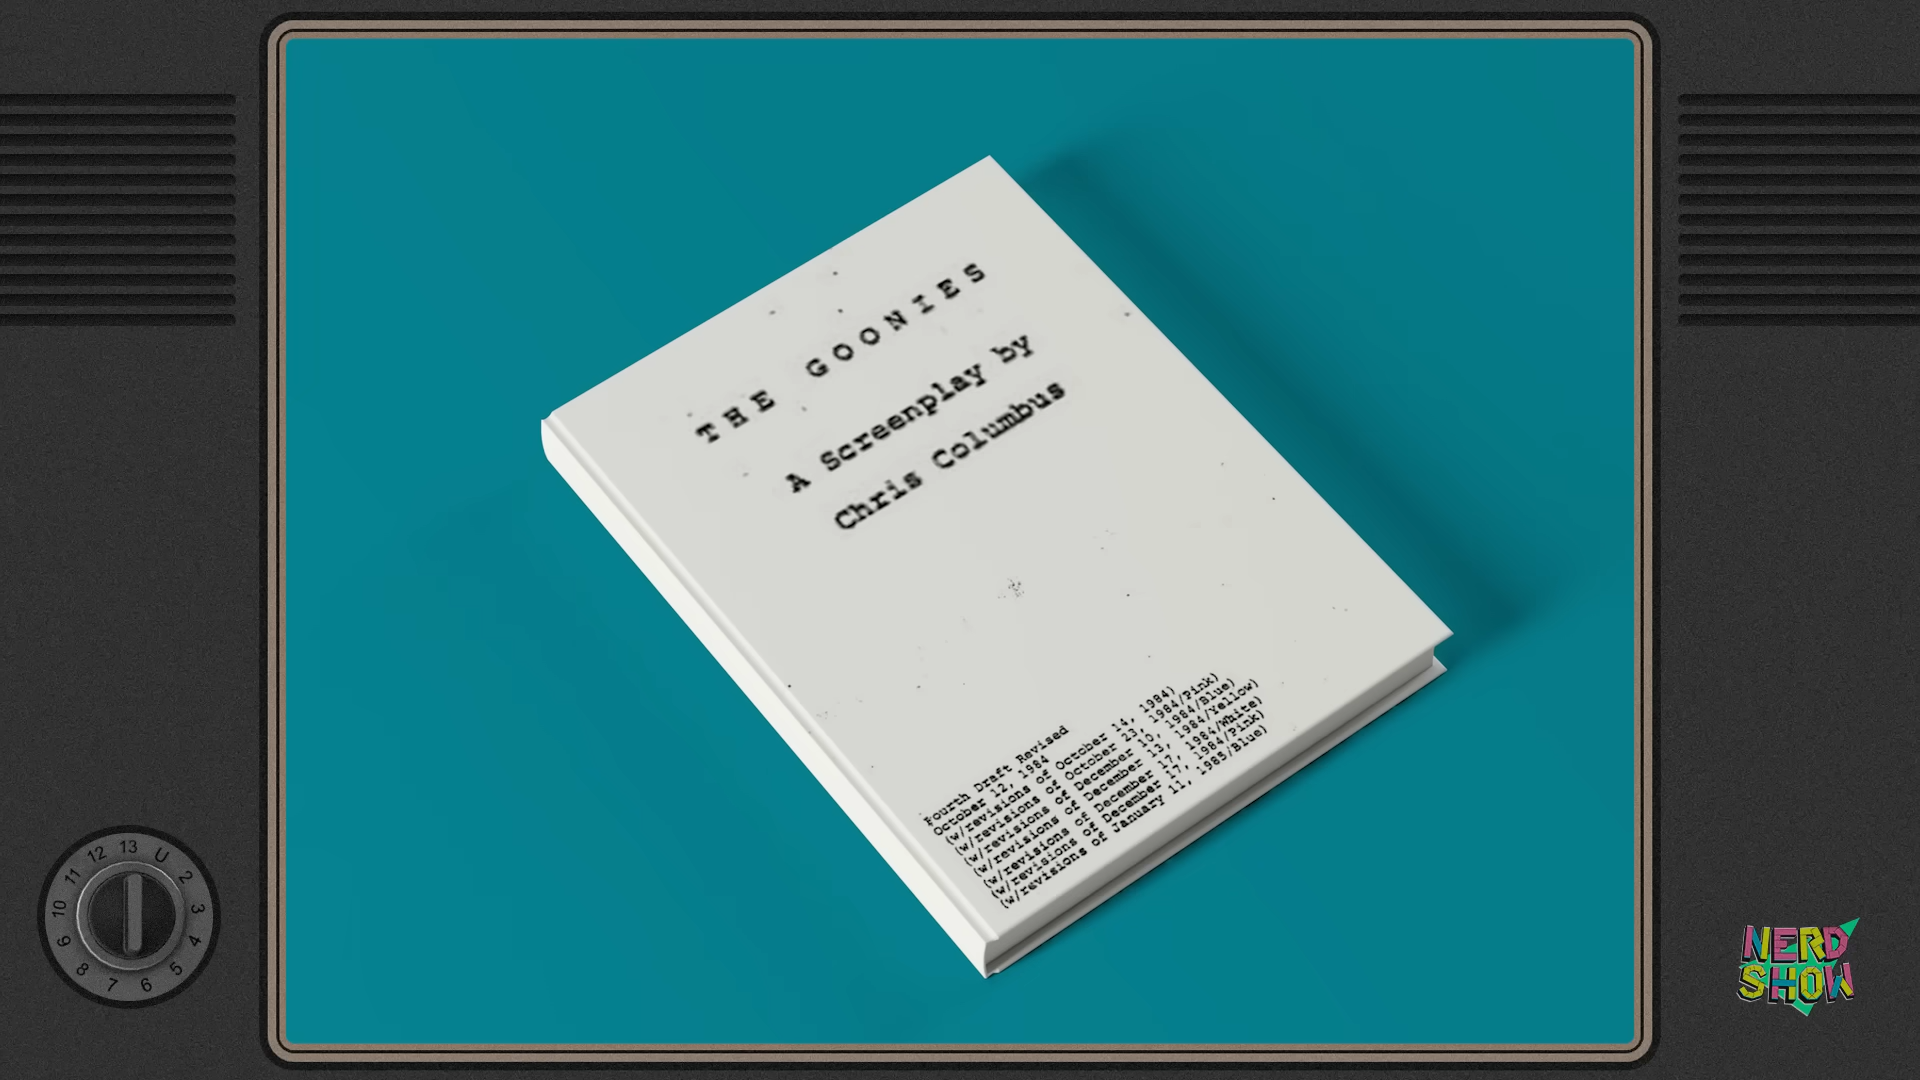 T H E   G O O N I E S
A Screenplay by
Chris Columbus
Fourth Draft Revised
October 12, 1984
(w/revisions of October 14, 1984)
(w/revisions of October 23, 1984/Pink)
(w/revisions of December 10, 1984/Blue)
(w/revisions of December 13, 1984/Yellow)
(w/revisions of December 17, 1984/White)
(w/revisions of December 17, 1984/Pink)
(w/revisions of January 11, 1985/Blue)
12 13 U 2 3 4 5 6 7 8 9 10 11
NERD
SHOW